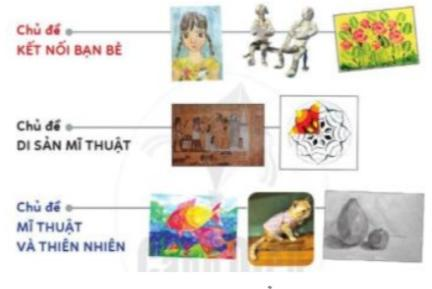 Chủ đề
KẾT NỐI BẠN BÈ
Chủ đề
DI SẢN MĨ THUẬT
Chủ đề
MĨ THUẬT
VÀ THIÊN NHIÊN